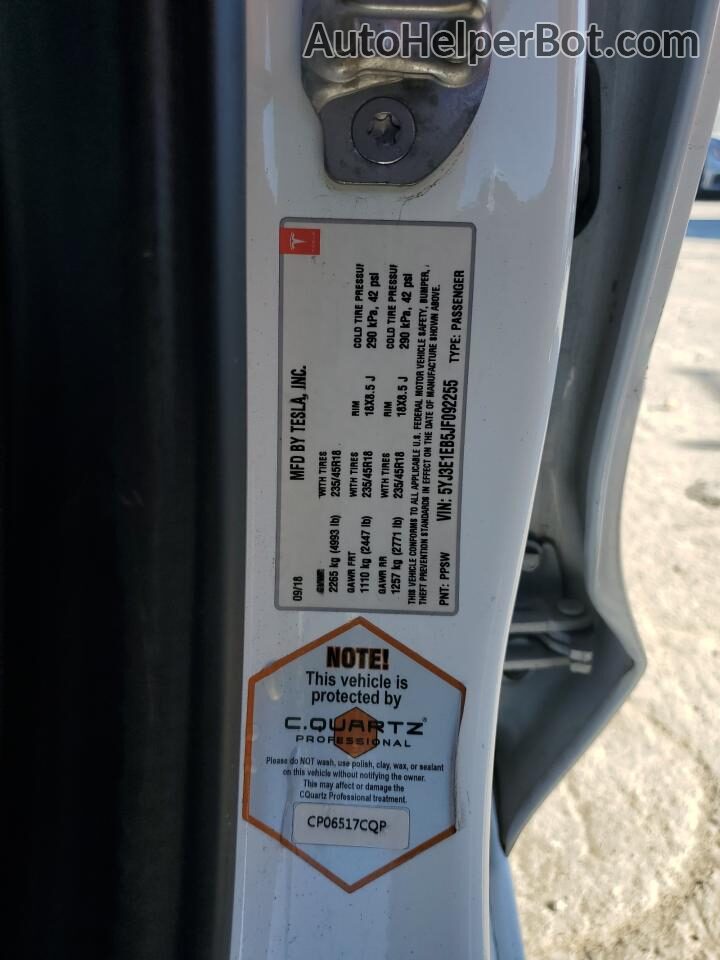 AutoHelperBot.com
TESLA
MFD BY TESLA, INC.
09/18
GVWR
2265 kg (4993 lb)
WITH TIRES
235/45R18
GAWR FRT
1110 kg (2447 lb)
WITH TIRES
235/45R18
RIM
18X8.5 J
COLD TIRE PRESSUR
290 kPa, 42 psi
GAWR RR
1257 kg (2771 lb)
WITH TIRES
235/45R18
RIM
18X8.5 J
COLD TIRE PRESSUR
290 kPa, 42 psi
THIS VEHICLE CONFORMS TO ALL APPLICABLE U.S. FEDERAL MOTOR VEHICLE SAFETY, BUMPER,
THEFT PREVENTION STANDARDS IN EFFECT ON THE DATE OF MANUFACTURE SHOWN ABOVE.
PNT: PPSW VIN: 5YJ3E1EB5JF092255 TYPE: PASSENGER
NOTE!
This vehicle is
protected by
C.QUARTZ®
PROFESSIONAL
Please do NOT wash, use polish, clay, wax, or sealant
on this vehicle without notifying the owner.
This may affect or damage the
CQuartz Professional treatment.
CP06517CQP